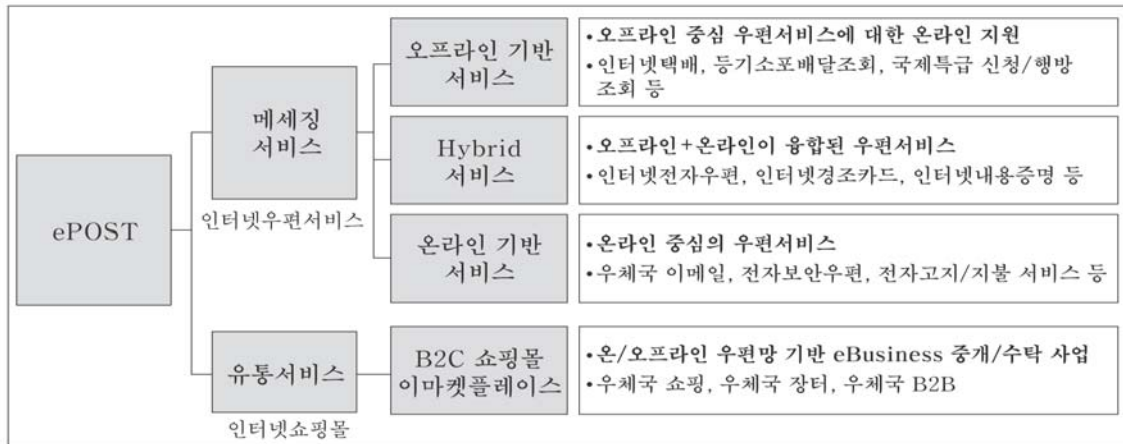 ePOST
메세징
서비스
인터넷우편서비스
오프라인 기반
서비스
•오프라인 중심 우편서비스에 대한 온라인 지원
•인터넷택배, 등기소포배달조회, 국제특급 신청/행방
조회 등
Hybrid
서비스
•오프라인+온라인이 융합된 우편서비스
•인터넷전자우편, 인터넷경조카드, 인터넷내용증명 등
온라인 기반
서비스
•온라인 중심의 우편서비스
•우체국 이메일, 전자보안우편, 전자고지/지불 서비스 등
유통서비스
인터넷쇼핑몰
B2C 쇼핑몰
이마켓플레이스
•온/오프라인 우편망 기반 eBusiness 중개/수탁 사업
•우체국 쇼핑, 우체국 장터, 우체국 B2B